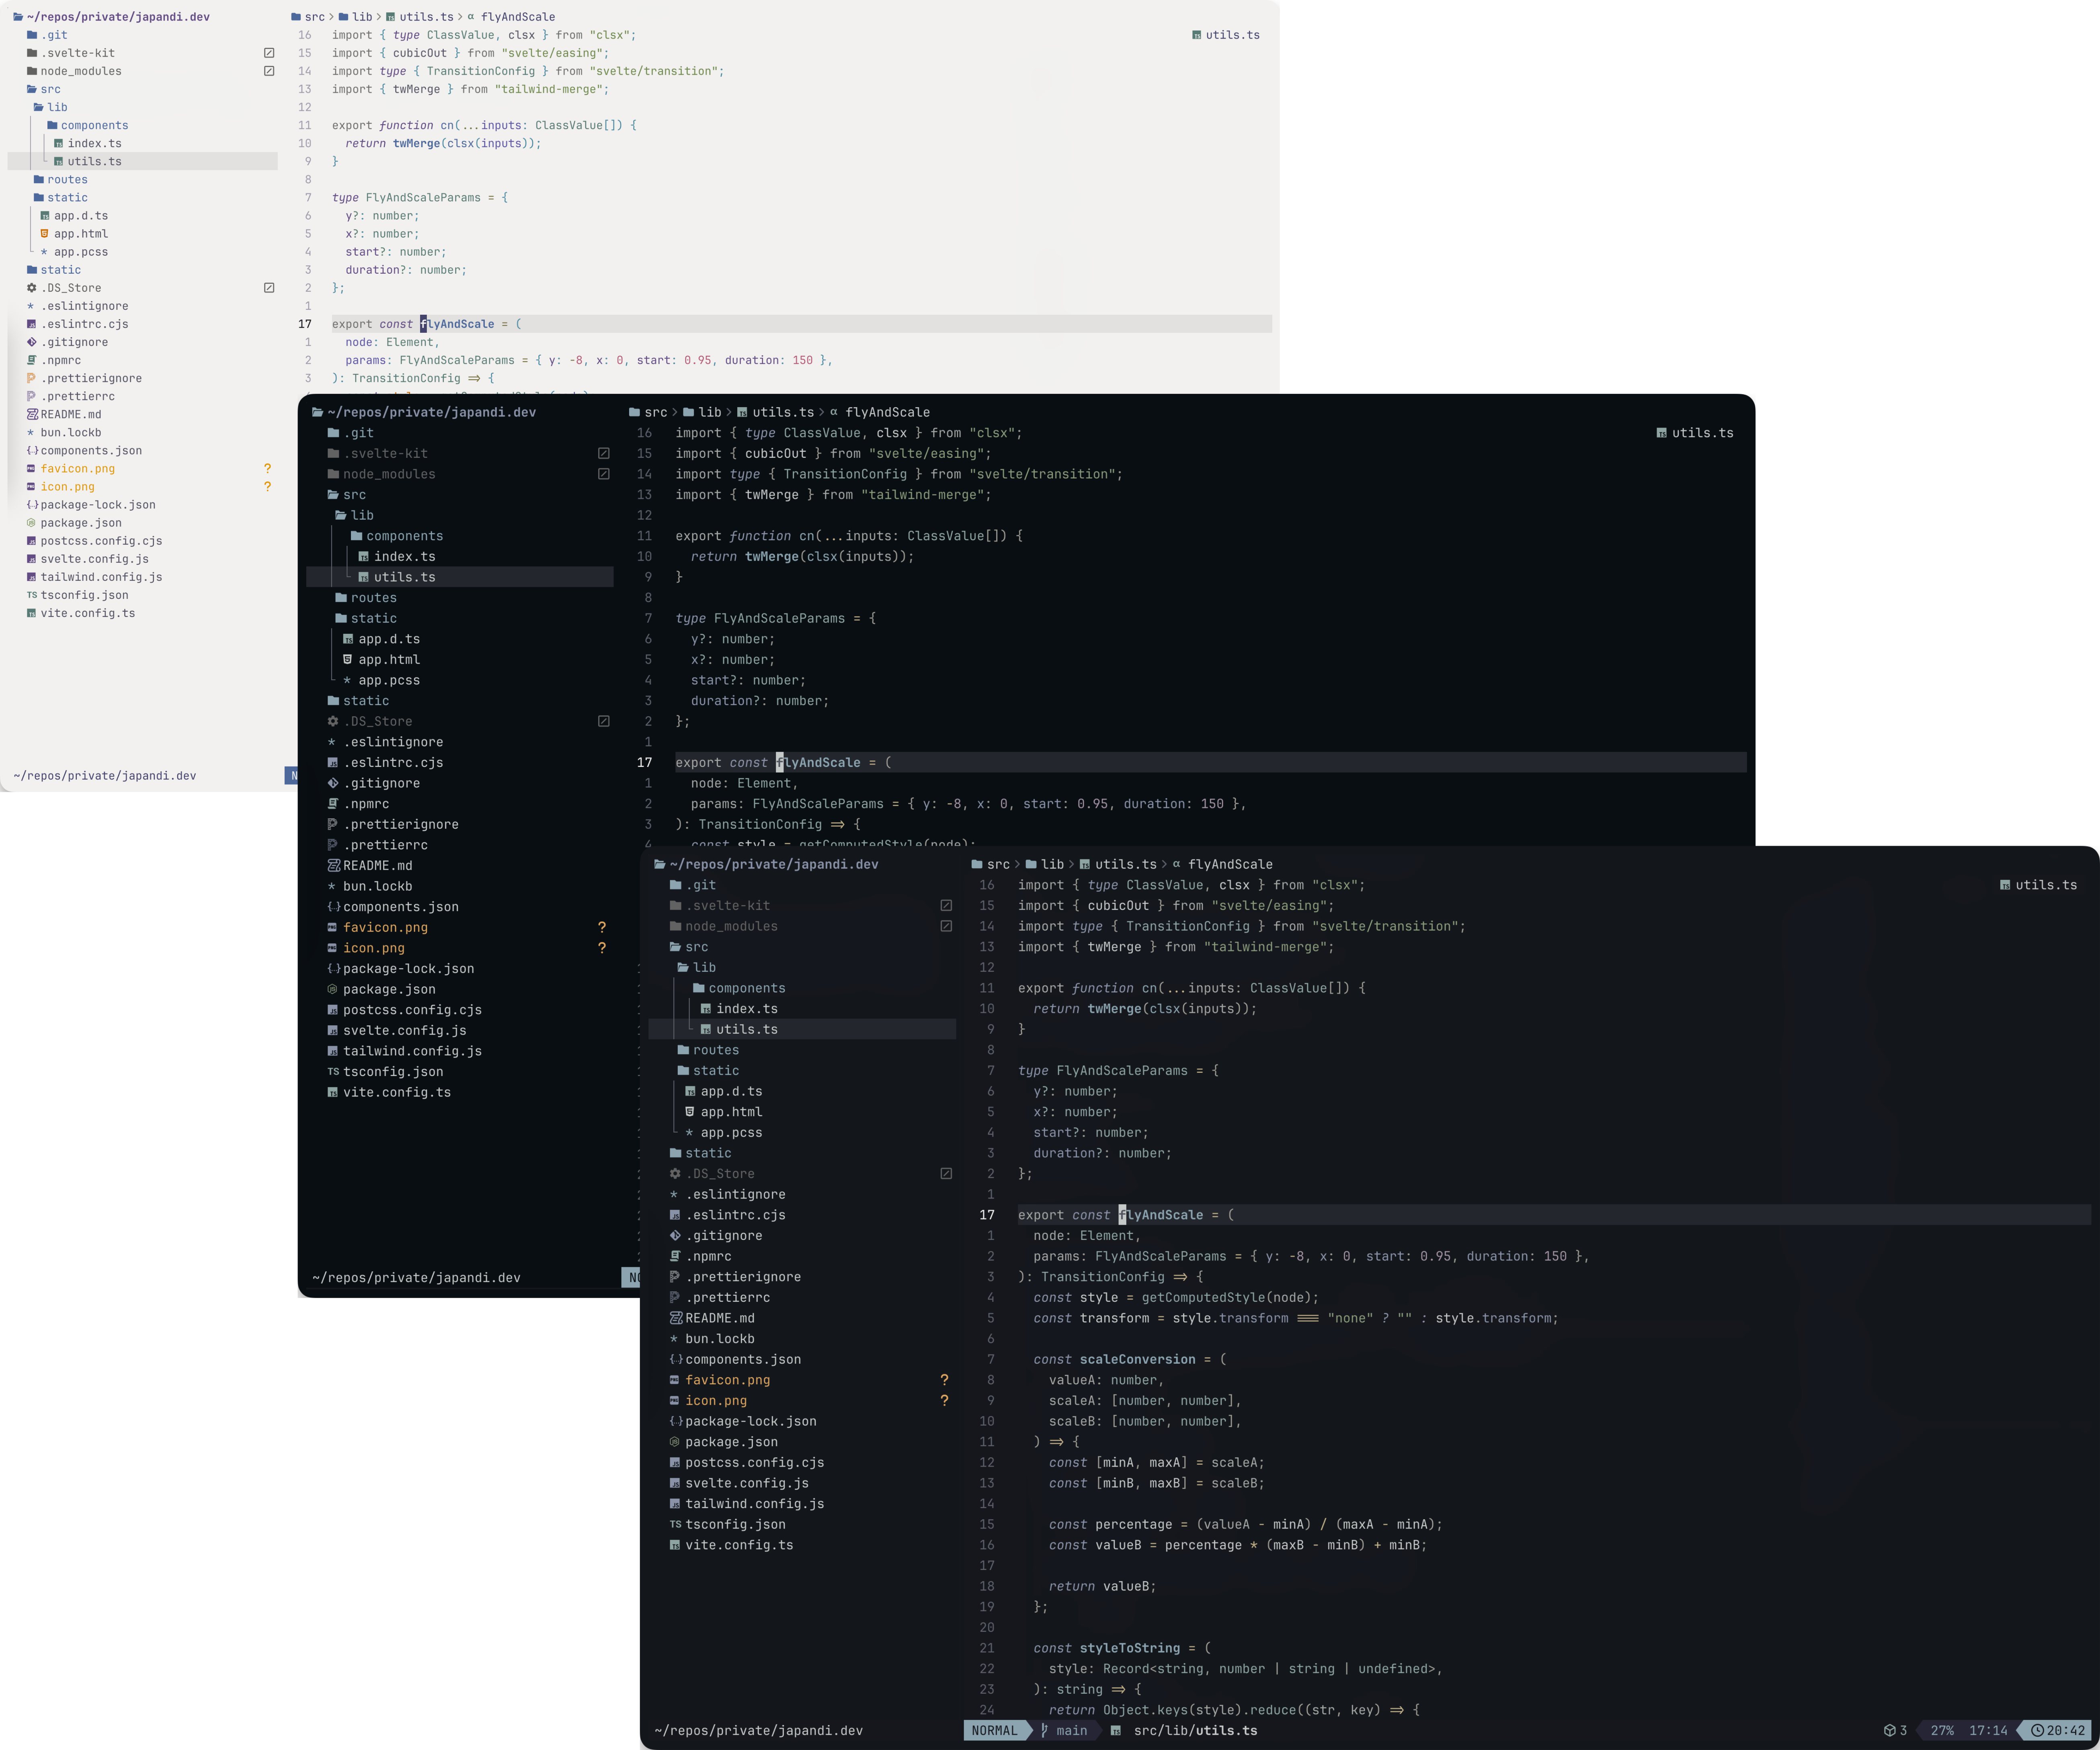 ~/repos/private/japandi.dev
.git
.svelte-kit
node_modules
src
lib
components
index.ts
utils.ts
routes
static
app.d.ts
app.html
app.pcss
static
.DS_Store
.eslintignore
.eslintrc.cjs
.gitignore
.npmrc
.prettierignore
.prettierrc
README.md
bun.lockb
components.json
favicon.png ?
icon.png ?
package-lock.json
package.json
postcss.config.cjs
svelte.config.js
tailwind.config.js
TS tsconfig.json
vite.config.ts
~/repos/private/japandi.dev
src > lib > utils.ts > α flyAndScale
utils.ts
16 import { type ClassValue, clsx } from "clsx";
15 import { cubicOut } from "svelte/easing";
14 import type { TransitionConfig } from "svelte/transition";
13 import { twMerge } from "tailwind-merge";
12
11 export function cn(...inputs: ClassValue[]) {
10 return twMerge(clsx(inputs));
9 }
8
7 type FlyAndScaleParams = {
6 y?: number;
5 x?: number;
4 start?: number;
3 duration?: number;
2 };
1
17 export const flyAndScale = (
1 node: Element,
2 params: FlyAndScaleParams = { y: -8, x: 0, start: 0.95, duration: 150 },
3 ): TransitionConfig => {
N
~/repos/private/japandi.dev
.git
.svelte-kit
node_modules
src
lib
components
index.ts
utils.ts
routes
static
app.d.ts
app.html
app.pcss
static
.DS_Store
.eslintignore
.eslintrc.cjs
.gitignore
.npmrc
.prettierignore
.prettierrc
README.md
bun.lockb
components.json
favicon.png ?
icon.png ?
package-lock.json
package.json
postcss.config.cjs
svelte.config.js
tailwind.config.js
TS tsconfig.json
vite.config.ts
~/repos/private/japandi.dev
src > lib > utils.ts > α flyAndScale
utils.ts
16 import { type ClassValue, clsx } from "clsx";
15 import { cubicOut } from "svelte/easing";
14 import type { TransitionConfig } from "svelte/transition";
13 import { twMerge } from "tailwind-merge";
12
11 export function cn(...inputs: ClassValue[]) {
10 return twMerge(clsx(inputs));
9 }
8
7 type FlyAndScaleParams = {
6 y?: number;
5 x?: number;
4 start?: number;
3 duration?: number;
2 };
1
17 export const flyAndScale = (
1 node: Element,
2 params: FlyAndScaleParams = { y: -8, x: 0, start: 0.95, duration: 150 },
3 ): TransitionConfig => {
4 const style = getComputedStyle(node);
NO
~/repos/private/japandi.dev
.git
.svelte-kit
node_modules
src
lib
components
index.ts
utils.ts
routes
static
app.d.ts
app.html
app.pcss
static
.DS_Store
.eslintignore
.eslintrc.cjs
.gitignore
.npmrc
.prettierignore
.prettierrc
README.md
bun.lockb
components.json
favicon.png ?
icon.png ?
package-lock.json
package.json
postcss.config.cjs
svelte.config.js
tailwind.config.js
TS tsconfig.json
vite.config.ts
~/repos/private/japandi.dev
src > lib > utils.ts > α flyAndScale
utils.ts
16 import { type ClassValue, clsx } from "clsx";
15 import { cubicOut } from "svelte/easing";
14 import type { TransitionConfig } from "svelte/transition";
13 import { twMerge } from "tailwind-merge";
12
11 export function cn(...inputs: ClassValue[]) {
10 return twMerge(clsx(inputs));
9 }
8
7 type FlyAndScaleParams = {
6 y?: number;
5 x?: number;
4 start?: number;
3 duration?: number;
2 };
1
17 export const flyAndScale = (
1 node: Element,
2 params: FlyAndScaleParams = { y: -8, x: 0, start: 0.95, duration: 150 },
3 ): TransitionConfig => {
4 const style = getComputedStyle(node);
5 const transform = style.transform === "none" ? "" : style.transform;
6
7 const scaleConversion = (
8 valueA: number,
9 scaleA: [number, number],
10 scaleB: [number, number],
11 ) => {
12 const [minA, maxA] = scaleA;
13 const [minB, maxB] = scaleB;
14
15 const percentage = (valueA - minA) / (maxA - minA);
16 const valueB = percentage * (maxB - minB) + minB;
17
18 return valueB;
19 };
20
21 const styleToString = (
22 style: Record<string, number | string | undefined>,
23 ): string => {
24 return Object.keys(style).reduce((str, key) => {
NORMAL main src/lib/utils.ts 3 27% 17:14 20:42